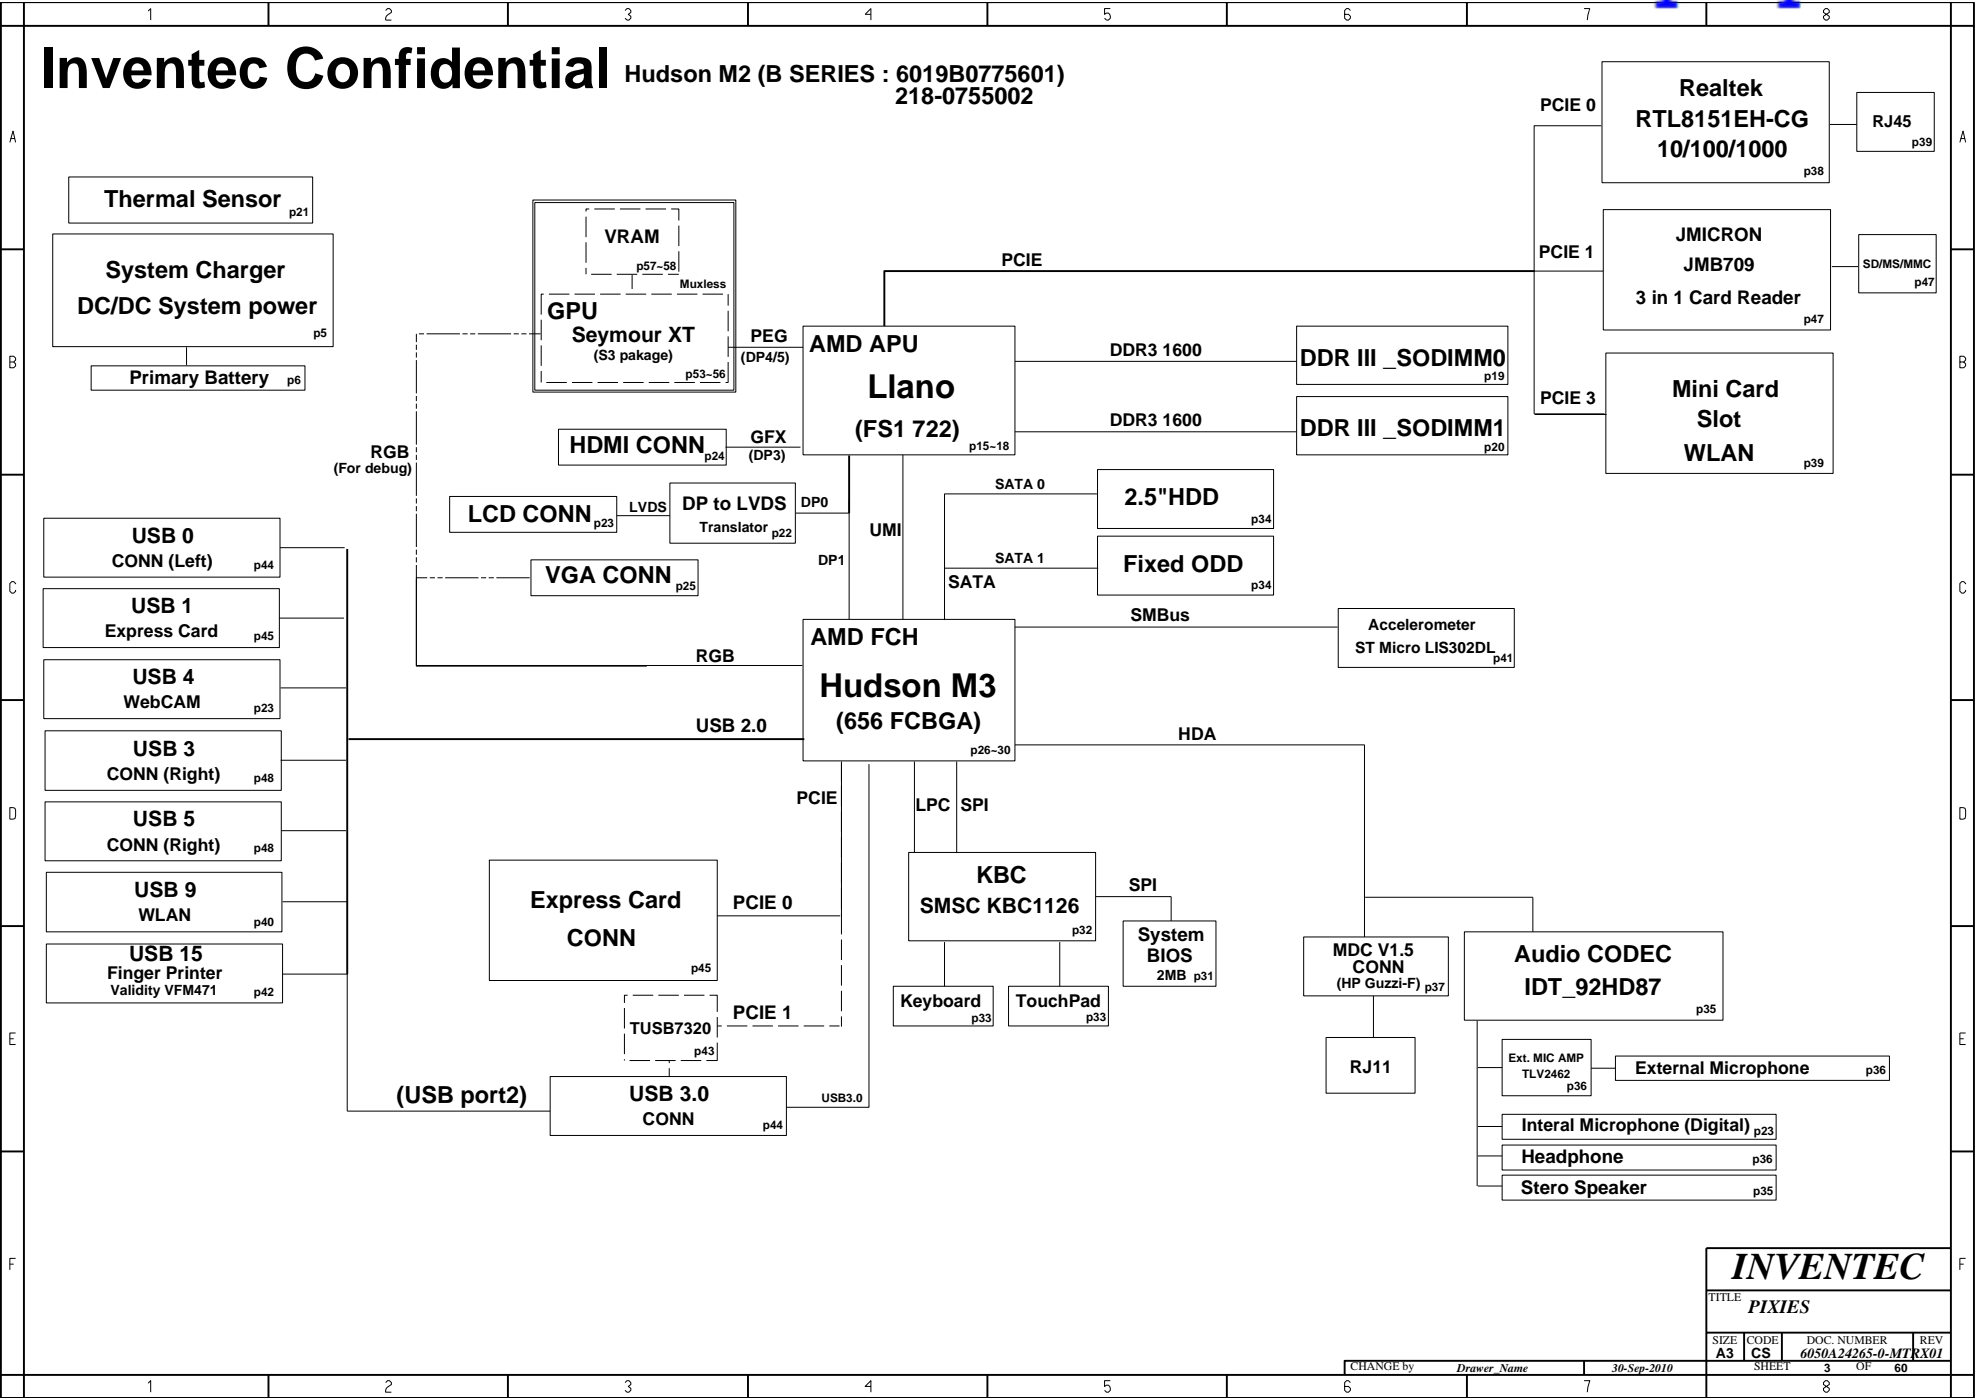 1 2 3 4 5 6 7 8
Inventec Confidential
Hudson M2 (B SERIES : 6019B0775601)
218-0755002
A
B
C
D
E
F
A
B
C
D
E
F
Thermal Sensor
p21
System Charger
DC/DC System power
p5
Primary Battery p6
VRAM
p57~58
Muxless
GPU
Seymour XT
(S3 pakage)
p53~56
PEG
(DP4/5)
AMD APU
Llano
(FS1 722)
p15~18
PCIE
PCIE 0
Realtek
RTL8151EH-CG
10/100/1000
p38
RJ45
p39
PCIE 1
JMICRON
JMB709
3 in 1 Card Reader
p47
SD/MS/MMC
p47
PCIE 3
Mini Card
Slot
WLAN
p39
DDR3 1600
DDR III _SODIMM0
p19
DDR3 1600
DDR III _SODIMM1
p20
RGB
(For debug)
HDMI CONN
p24
GFX
(DP3)
LCD CONN
p23
LVDS
DP to LVDS
Translator p22
DP0
DP1
UMI
VGA CONN
p25
SATA 0
2.5"HDD
p34
SATA 1
Fixed ODD
p34
SATA
SMBus
Accelerometer
ST Micro LIS302DL
p41
AMD FCH
Hudson M3
(656 FCBGA)
p26~30
RGB
USB 2.0
HDA
USB 0
CONN (Left)
p44
USB 1
Express Card
p45
USB 4
WebCAM
p23
USB 3
CONN (Right)
p48
USB 5
CONN (Right)
p48
USB 9
WLAN
p40
USB 15
Finger Printer
Validity VFM471
p42
PCIE
LPC
SPI
Express Card
CONN
p45
PCIE 0
TUSB7320
p43
PCIE 1
(USB port2)
USB 3.0
CONN
p44
USB3.0
KBC
SMSC KBC1126
p32
SPI
System
BIOS
2MB p31
Keyboard
p33
TouchPad
p33
MDC V1.5
CONN
(HP Guzzi-F) p37
RJ11
Audio CODEC
IDT_92HD87
p35
Ext. MIC AMP
TLV2462
p36
External Microphone p36
Interal Microphone (Digital) p23
Headphone p36
Stero Speaker p35
INVENTEC
TITLE
PIXIES
SIZE CODE DOC. NUMBER REV
A3 CS 6050A24265-0-MTRX01
CHANGE by Drawer_Name 30-Sep-2010 SHEET 3 OF 60
1 2 3 4 5 6 7 8